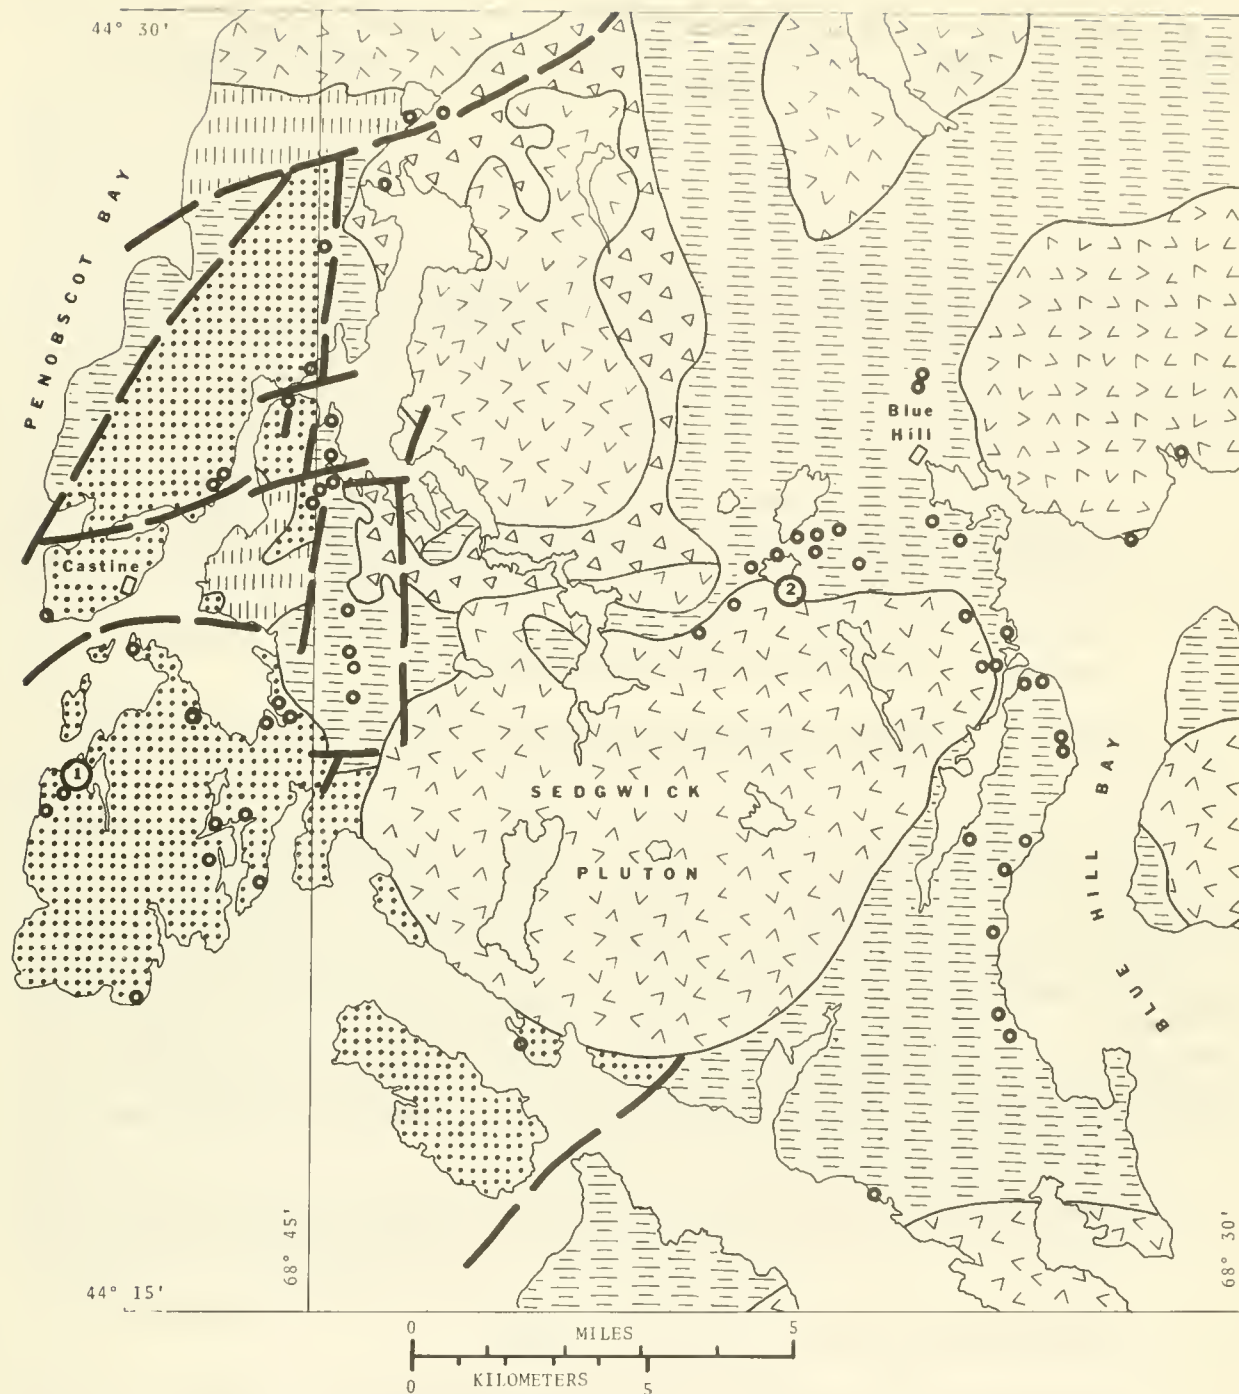 44° 30'
PENOBSCOT BAY
Blue
Hill
Castine
2
1
SEDGWICK
PLUTON
BLUE HILL BAY
68° 45'
68° 30'
44° 15'
0 MILES 5
KILOMETERS
0 5